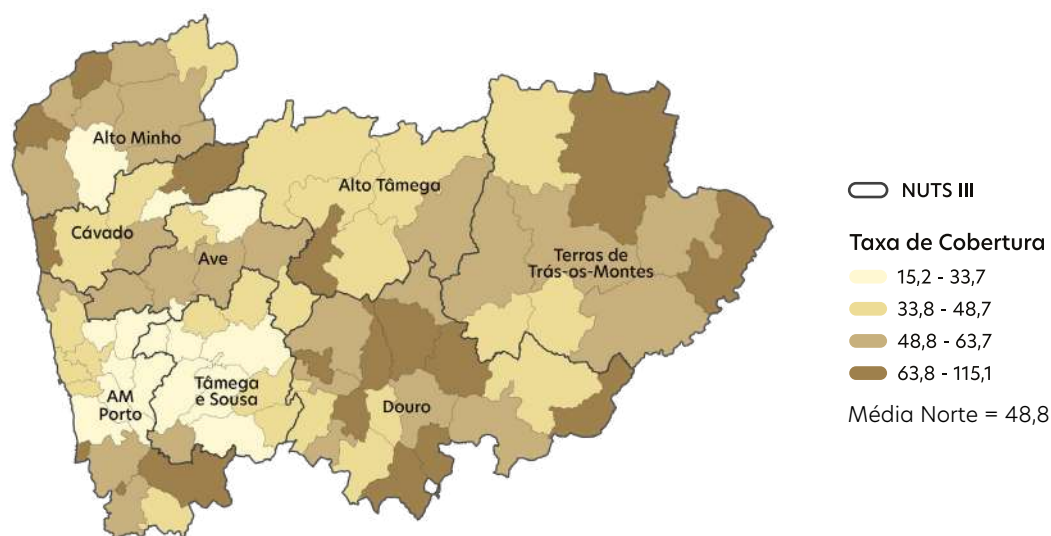 Alto Minho
Alto Tâmega
Cávado
Ave
Terras de
Trás-os-Montes
AM
Porto
Tâmega
e Sousa
Douro
NUTS III
Taxa de Cobertura
15,2 - 33,7
33,8 - 48,7
48,8 - 63,7
63,8 - 115,1
Média Norte = 48,8